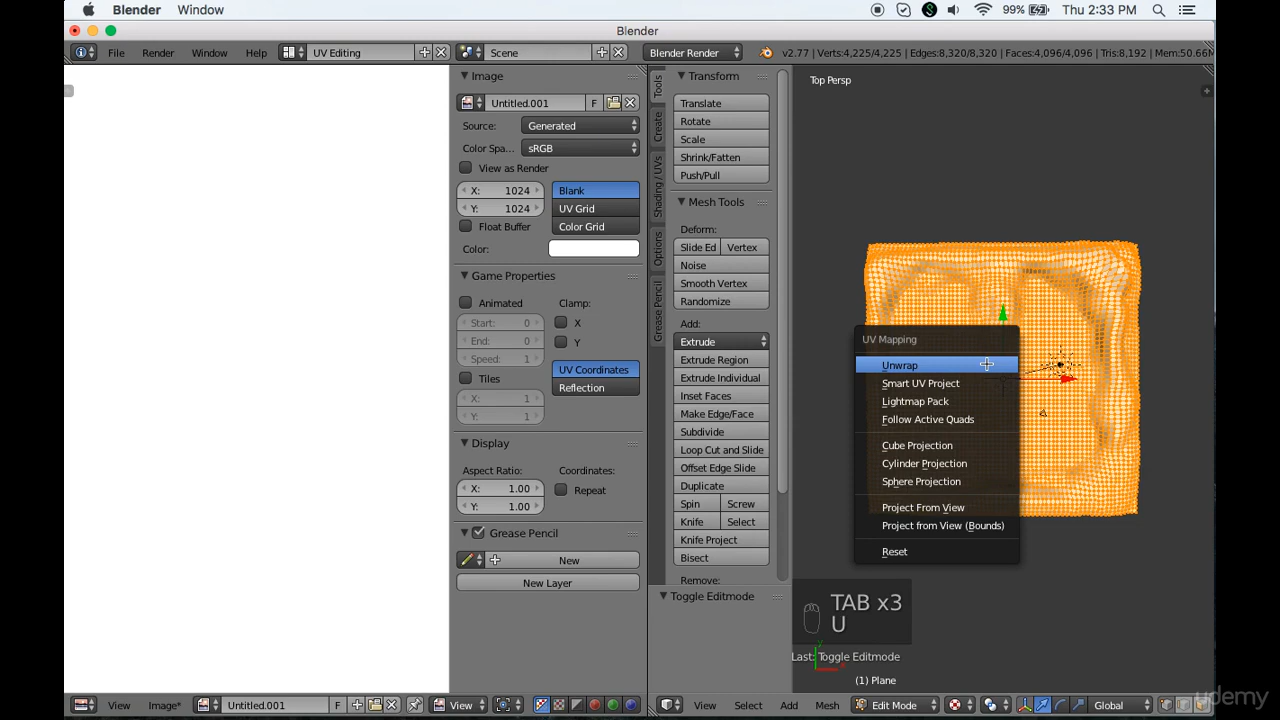 Blender Window 99% Thu 2:33 PM
Blender
File Render Window Help UV Editing Scene Blender Render v2.77 | Verts:4,225/4,225 | Edges:8,320/8,320 | Faces:4,096/4,096 | Tris:8,192 | Mem:50.66M
Image
Untitled.001 F
Source: Generated
Color Spa... sRGB
View as Render
X: 1024 Blank
Y: 1024 UV Grid
Float Buffer Color Grid
Color:
Game Properties
Animated Clamp:
Start: 0 X
End: 0 Y
Speed: 1 UV Coordinates
Tiles Reflection
X: 1
Y: 1
Display
Aspect Ratio: Coordinates:
X: 1.00 Repeat
Y: 1.00
Grease Pencil
New
New Layer
Tools
Create
Shading / UVs
Options
Grease Pencil
Transform
Translate
Rotate
Scale
Shrink/Fatten
Push/Pull
Mesh Tools
Deform:
Slide Ed Vertex
Noise
Smooth Vertex
Randomize
Add:
Extrude
Extrude Region
Extrude Individual
Inset Faces
Make Edge/Face
Subdivide
Loop Cut and Slide
Offset Edge Slide
Duplicate
Spin Screw
Knife Select
Knife Project
Bisect
Remove:
Toggle Editmode
Top Persp
UV Mapping
Unwrap
Smart UV Project
Lightmap Pack
Follow Active Quads
Cube Projection
Cylinder Projection
Sphere Projection
Project From View
Project from View (Bounds)
Reset
TAB x3
U
Last: Toggle Editmode
(1) Plane
View Image* Untitled.001 F View
View Select Add Mesh Edit Mode Global
udemy